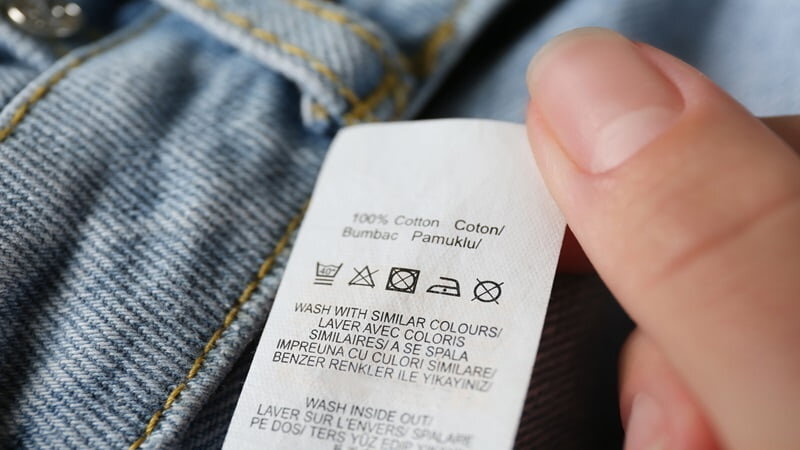 100% Cotton Coton/
Bumbac Pamuklu/
40°
WASH WITH SIMILAR COLOURS/
LAVER AVEC COLORIS
SIMILAIRES/ A SE SPALA
IMPREUNA CU CULORI SIMILARE/
BENZER RENKLER ILE YIKAYINIZ/
WASH INSIDE OUT/
LAVER SUR L'ENVERS/ SPALARE
PE DOS/ TERS YÜZ EDIP